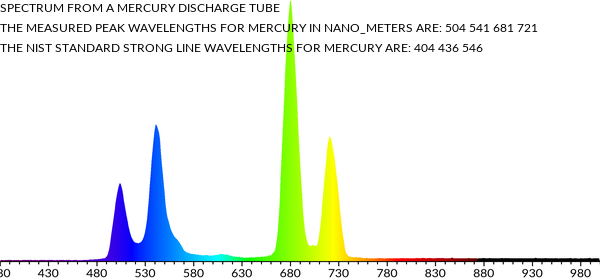 SPECTRUM FROM A MERCURY DISCHARGE TUBE
THE MEASURED PEAK WAVELENGTHS FOR MERCURY IN NANO_METERS ARE: 504 541 681 721
THE NIST STANDARD STRONG LINE WAVELENGTHS FOR MERCURY ARE: 404 436 546
80 430 480 530 580 630 680 730 780 830 880 930 980